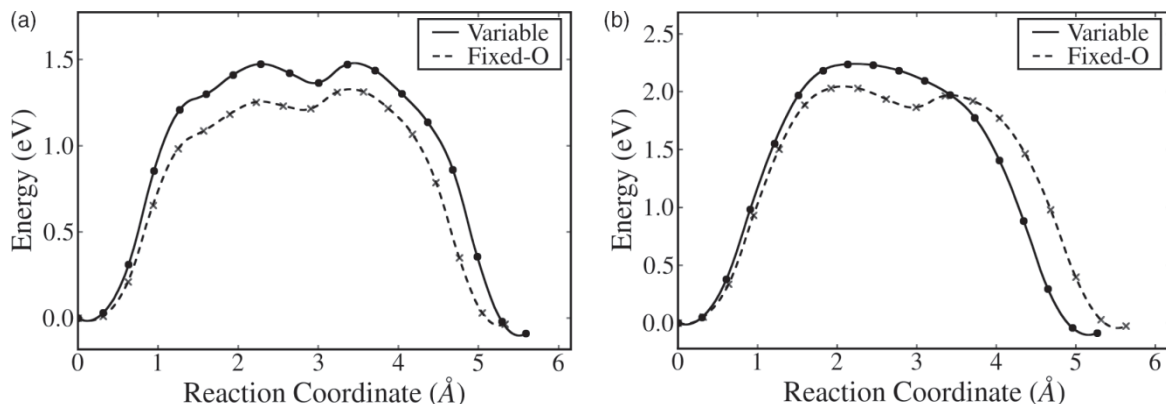 (a)
Variable
Fixed-O
1.5
1.0
0.5
0.0
Energy (eV)
0 1 2 3 4 5 6
Reaction Coordinate (Å)
(b)
Variable
Fixed-O
2.5
2.0
1.5
1.0
0.5
0.0
Energy (eV)
0 1 2 3 4 5 6
Reaction Coordinate (Å)